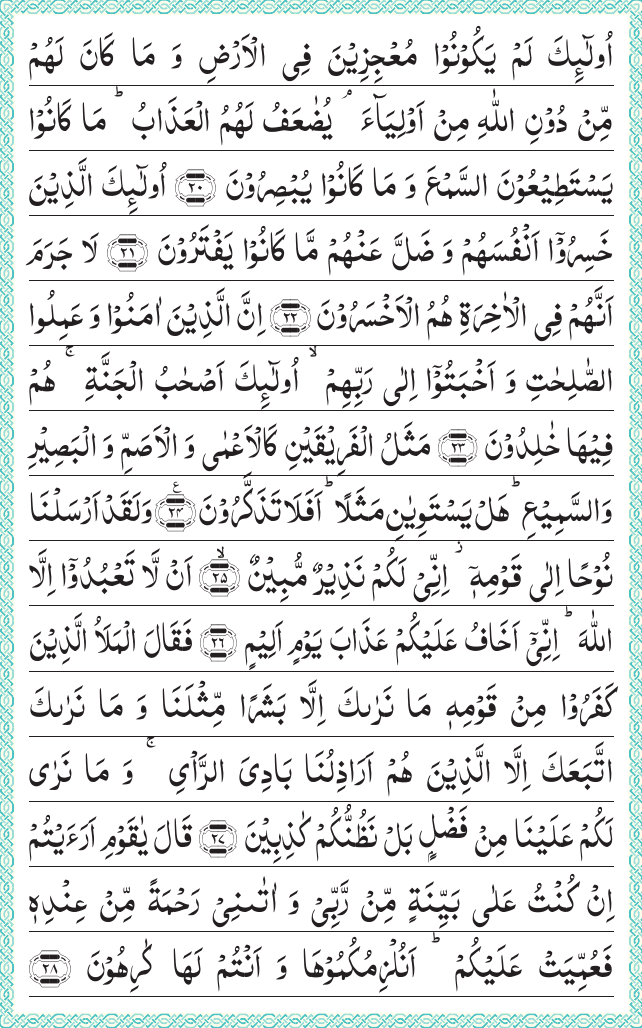 اُولٰٓئِكَ لَمْ يَكُوْنُوْا مُعْجِزِيْنَ فِى الْاَرْضِ وَ مَا كَانَ لَهُمْ
مِّنْ دُوْنِ اللّٰهِ مِنْ اَوْلِيَآءَ ۘ يُضٰعَفُ لَهُمُ الْعَذَابُ ؕ مَا كَانُوْا
يَسْتَطِيْعُوْنَ السَّمْعَ وَ مَا كَانُوْا يُبْصِرُوْنَ ﴿۲۰﴾ اُولٰٓئِكَ الَّذِيْنَ
خَسِرُوْۤا اَنْفُسَهُمْ وَ ضَلَّ عَنْهُمْ مَّا كَانُوْا يَفْتَرُوْنَ ﴿۲۱﴾ لَا جَرَمَ
اَنَّهُمْ فِى الْاٰخِرَةِ هُمُ الْاَخْسَرُوْنَ ﴿۲۲﴾ اِنَّ الَّذِيْنَ اٰمَنُوْا وَ عَمِلُوا
الصّٰلِحٰتِ وَ اَخْبَتُوْۤا اِلٰى رَبِّهِمْ ۙ اُولٰٓئِكَ اَصْحٰبُ الْجَنَّةِ ۚ هُمْ
فِيْهَا خٰلِدُوْنَ ﴿۲۳﴾ مَثَلُ الْفَرِيْقَيْنِ كَالْاَعْمٰى وَ الْاَصَمِّ وَ الْبَصِيْرِ
وَالسَّمِيْعِ ؕ هَلْ يَسْتَوِيٰنِ مَثَلًا ؕ اَفَلَا تَذَكَّرُوْنَ ﴿۲۴﴾ وَلَقَدْ اَرْسَلْنَا
نُوْحًا اِلٰى قَوْمِهٖۤ ؗ اِنِّىْ لَكُمْ نَذِيْرٌ مُّبِيْنٌ ۙ﴿۲۵﴾ اَنْ لَّا تَعْبُدُوْۤا اِلَّا
اللّٰهَ ؕ اِنِّىْۤ اَخَافُ عَلَيْكُمْ عَذَابَ يَوْمٍ اَلِيْمٍ ﴿۲۶﴾ فَقَالَ الْمَلَاُ الَّذِيْنَ
كَفَرُوْا مِنْ قَوْمِهٖ مَا نَرٰىكَ اِلَّا بَشَرًا مِّثْلَنَا وَ مَا نَرٰىكَ
اتَّبَعَكَ اِلَّا الَّذِيْنَ هُمْ اَرَاذِلُنَا بَادِىَ الرَّاْىِ ۚ وَ مَا نَرٰى
لَكُمْ عَلَيْنَا مِنْ فَضْلٍۭ بَلْ نَظُنُّكُمْ كٰذِبِيْنَ ﴿۲۷﴾ قَالَ يٰقَوْمِ اَرَءَيْتُمْ
اِنْ كُنْتُ عَلٰى بَيِّنَةٍ مِّنْ رَّبِّىْ وَ اٰتٰىنِىْ رَحْمَةً مِّنْ عِنْدِهٖ
فَعُمِّيَتْ عَلَيْكُمْ ؕ اَنُلْزِمُكُمُوْهَا وَ اَنْتُمْ لَهَا كٰرِهُوْنَ ﴿۲۸﴾